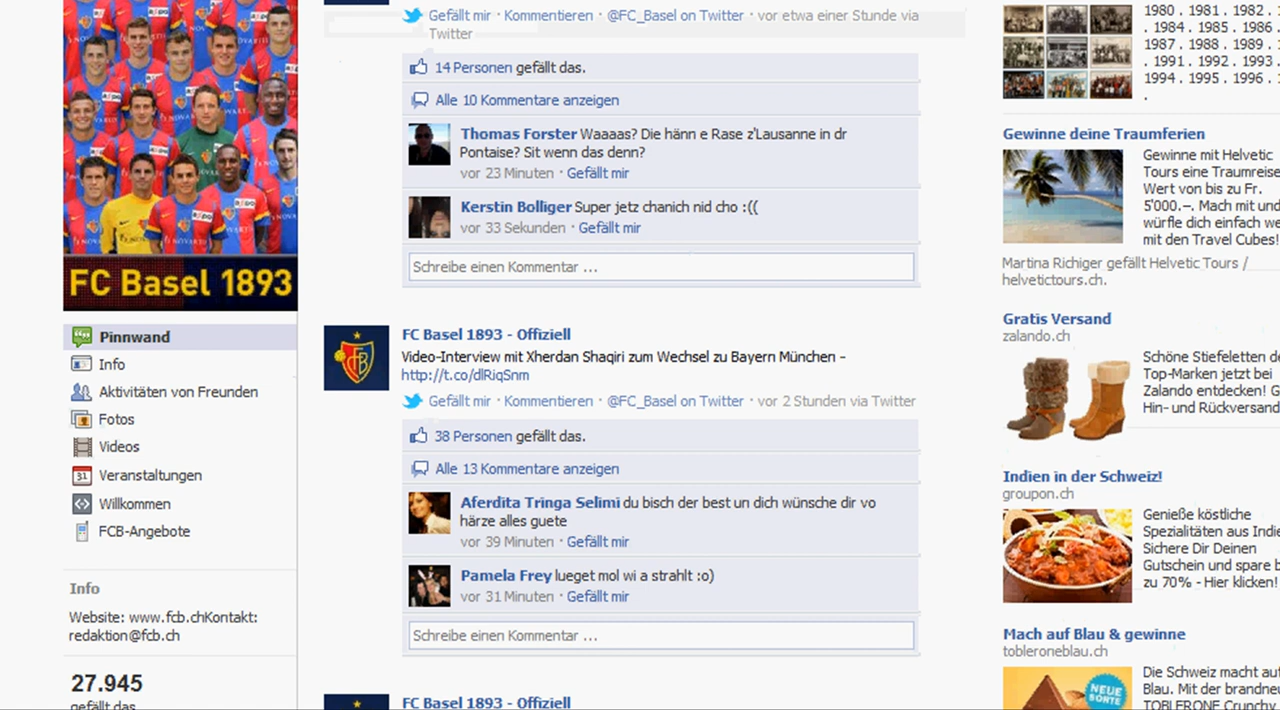 FC Basel 1893
Pinnwand
Info
Aktivitäten von Freunden
Fotos
Videos
31 Veranstaltungen
Willkommen
FCB-Angebote
Info
Website: www.fcb.chKontakt:
redaktion@fcb.ch
27.945
gefällt das
Gefällt mir · Kommentieren · @FC_Basel on Twitter · vor etwa einer Stunde via
Twitter
14 Personen gefällt das.
Alle 10 Kommentare anzeigen
Thomas Forster Waaaas? Die hänn e Rase z'Lausanne in dr
Pontaise? Sit wenn das denn?
vor 23 Minuten · Gefällt mir
Kerstin Bolliger Super jetz chanich nid cho :((
vor 33 Sekunden · Gefällt mir
Schreibe einen Kommentar ...
FC Basel 1893 - Offiziell
Video-Interview mit Xherdan Shaqiri zum Wechsel zu Bayern München -
http://t.co/dlRiqSnm
Gefällt mir · Kommentieren · @FC_Basel on Twitter · vor 2 Stunden via Twitter
38 Personen gefällt das.
Alle 13 Kommentare anzeigen
Aferdita Tringa Selimi du bisch der best un dich wünsche dir vo
härze alles guete
vor 39 Minuten · Gefällt mir
Pamela Frey lueget mol wi a strahlt :o)
vor 31 Minuten · Gefällt mir
Schreibe einen Kommentar ...
FC Basel 1893 - Offiziell
1980 . 1981 . 1982 .
. 1984 . 1985 . 1986 .
1987 . 1988 . 1989 .
. 1991 . 1992 . 1993 .
1994 . 1995 . 1996 .
.
Gewinne deine Traumferien
Gewinne mit Helvetic
Tours eine Traumreise
Wert von bis zu Fr.
5'000.–. Mach mit und
würfle dich einfach
mit den Travel Cubes!
Martina Richiger gefällt Helvetic Tours /
helvetictours.ch.
Gratis Versand
zalando.ch
Schöne Stiefeletten
Top-Marken jetzt bei
Zalando entdecken!
Hin- und Rückversand
Indien in der Schweiz!
groupon.ch
Genieße köstliche
Spezialitäten aus
Sichere Dir Deinen
Gutschein und spare
zu 70% - Hier klicken!
Mach auf Blau & gewinne
tobleroneblau.ch
NEUE
SORTE
Die Schweiz macht auf
Blau. Mit der
TOBLERONE Crunchy